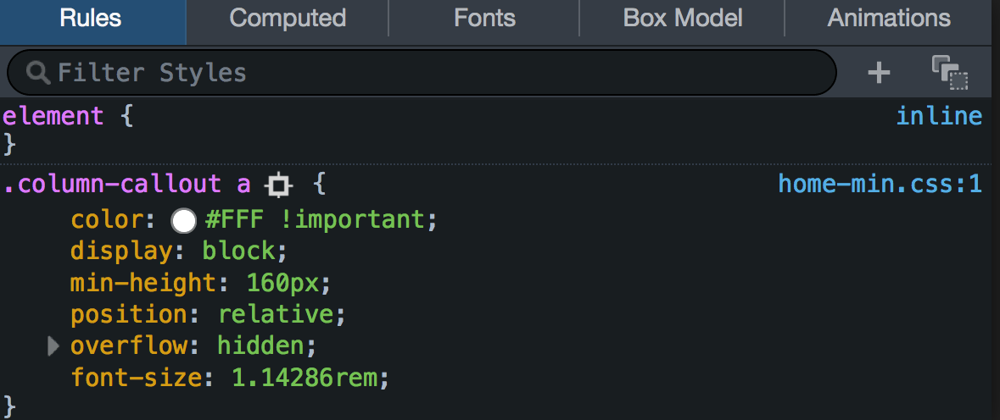 Rules Computed Fonts Box Model Animations
Filter Styles
element { inline
}
.column-callout a { home-min.css:1
color: #FFF !important;
display: block;
min-height: 160px;
position: relative;
overflow: hidden;
font-size: 1.14286rem;
}